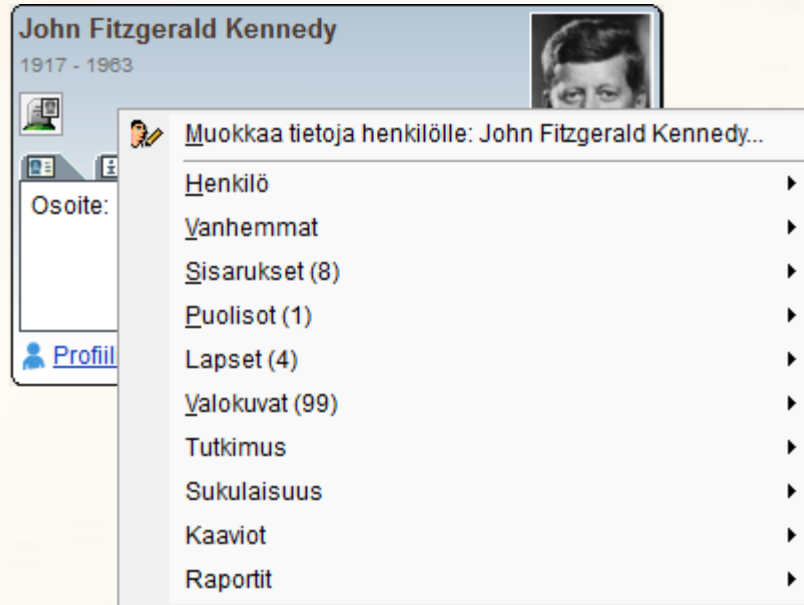 John Fitzgerald Kennedy
1917 - 1963
Muokkaa tietoja henkilölle: John Fitzgerald Kennedy...
Henkilö
Osoite:
Vanhemmat
Sisarukset (8)
Puolisot (1)
Profiil
Lapset (4)
Valokuvat (99)
Tutkimus
Sukulaisuus
Kaaviot
Raportit